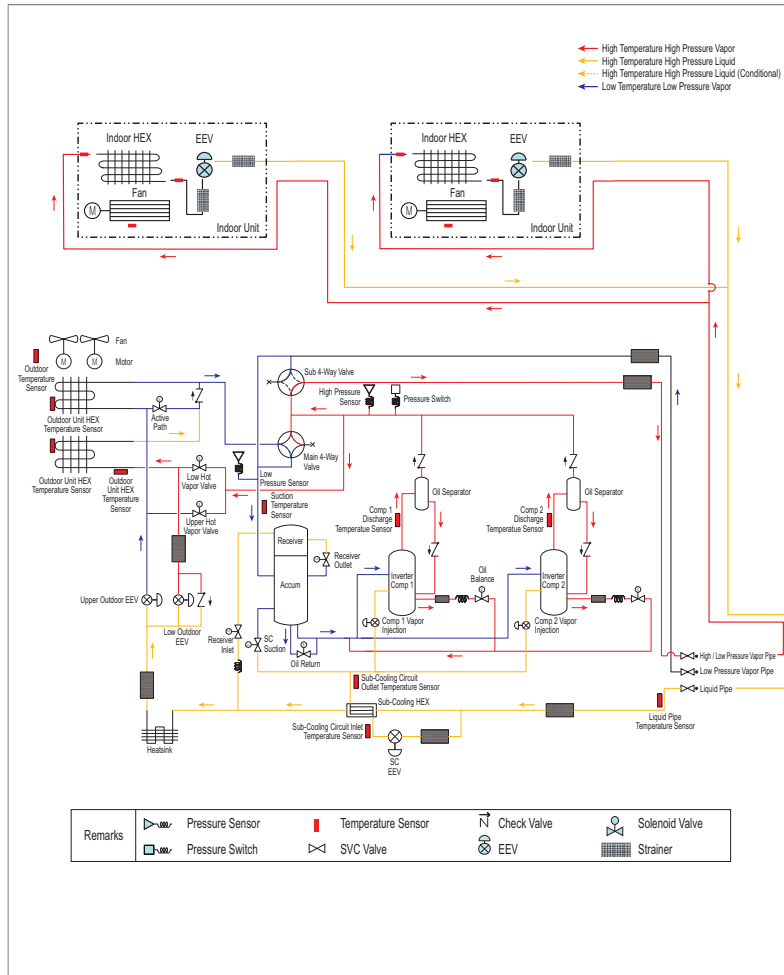 High Temperature High Pressure Vapor
High Temperature High Pressure Liquid
High Temperature High Pressure Liquid (Conditional)
Low Temperature Low Pressure Vapor
Indoor HEX
EEV
Fan
M
Indoor Unit
Indoor HEX
EEV
Fan
M
Indoor Unit
Fan
M
M
Motor
Outdoor
Temperature
Sensor
Outdoor Unit HEX
Temperature Sensor
Active
Path
Outdoor Unit HEX
Temperature Sensor
Outdoor
Unit HEX
Temperature
Sensor
Low Hot
Vapor Valve
Upper Hot
Vapor Valve
Sub 4-Way Valve
High Pressure
Sensor
Pressure Switch
Main 4-Way
Valve
Low
Pressure Sensor
Suction
Temperature
Sensor
Oil Separator
Oil Separator
Comp 1
Discharge
Temperatue Sensor
Comp 2
Discharge
Temperatue Sensor
Receiver
Accum
Receiver
Outlet
Inverter
Comp 1
Oil
Balance
Inverter
Comp 2
Upper Outdoor EEV
Low Outdoor
EEV
Receiver
Inlet
SC
Suction
Oil Return
Comp 1 Vapor
Injection
Comp 2 Vapor
Injection
High / Low Pressure Vapor Pipe
Low Pressure Vapor Pipe
Liquid Pipe
Sub-Cooling Circuit
Outlet Temperature Sensor
Sub-Cooling HEX
Liquid Pipe
Temperature Sensor
Sub-Cooling Circuit Inlet
Temperature Sensor
SC
EEV
Heatsink
Remarks
Pressure Sensor
Temperature Sensor
Check Valve
Solenoid Valve
Pressure Switch
SVC Valve
EEV
Strainer